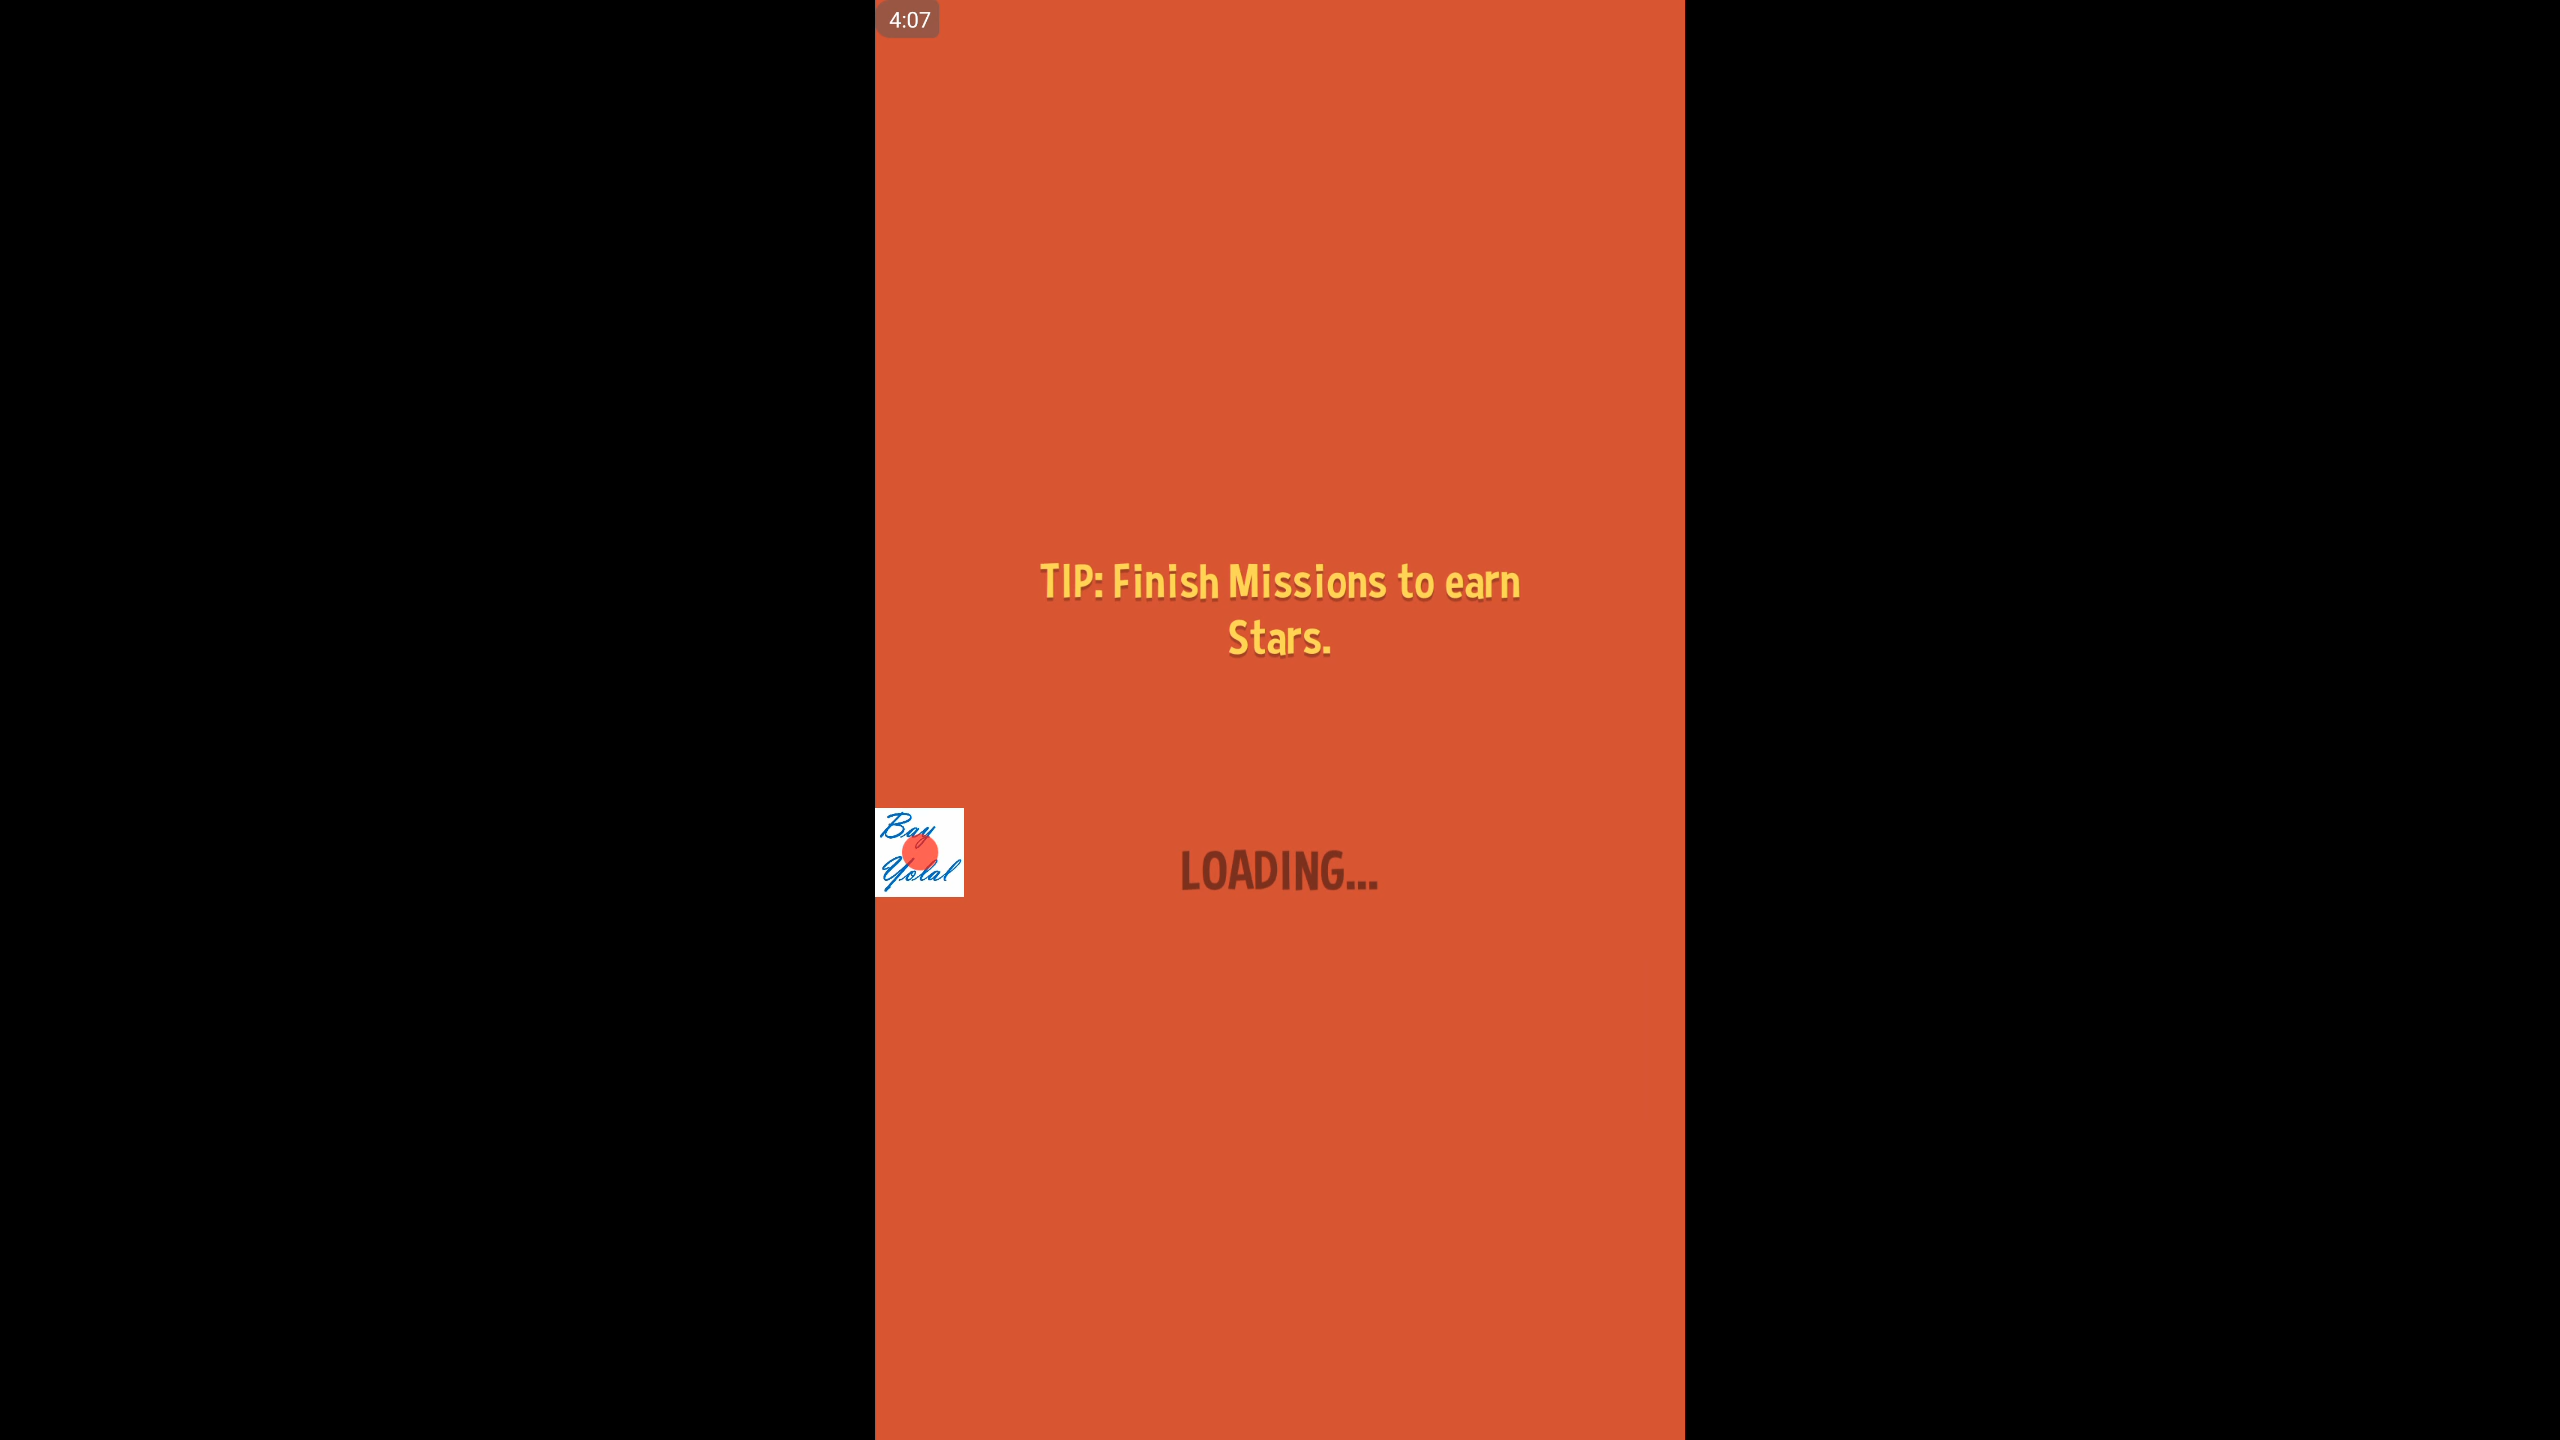 4:07
TIP: Finish Missions to earn
Stars.
Bay
Yolal
LOADING...